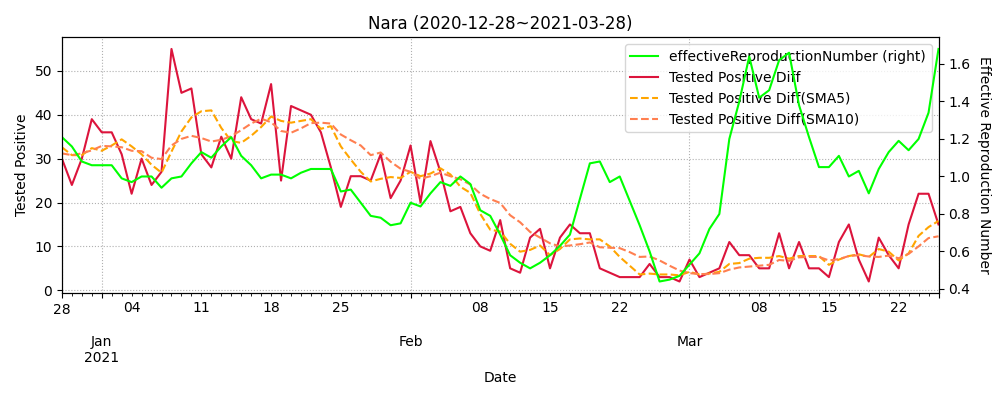 Nara (2020-12-28~2021-03-28)
effectiveReproductionNumber (right)
Tested Positive Diff
Tested Positive Diff(SMA5)
Tested Positive Diff(SMA10)
Tested Positive
50
40
30
20
10
0
Effective Reproduction Number
1.6
1.4
1.2
1.0
0.8
0.6
0.4
28 04 11 18 25 08 15 22 08 15 22
Jan Feb Mar
2021
Date